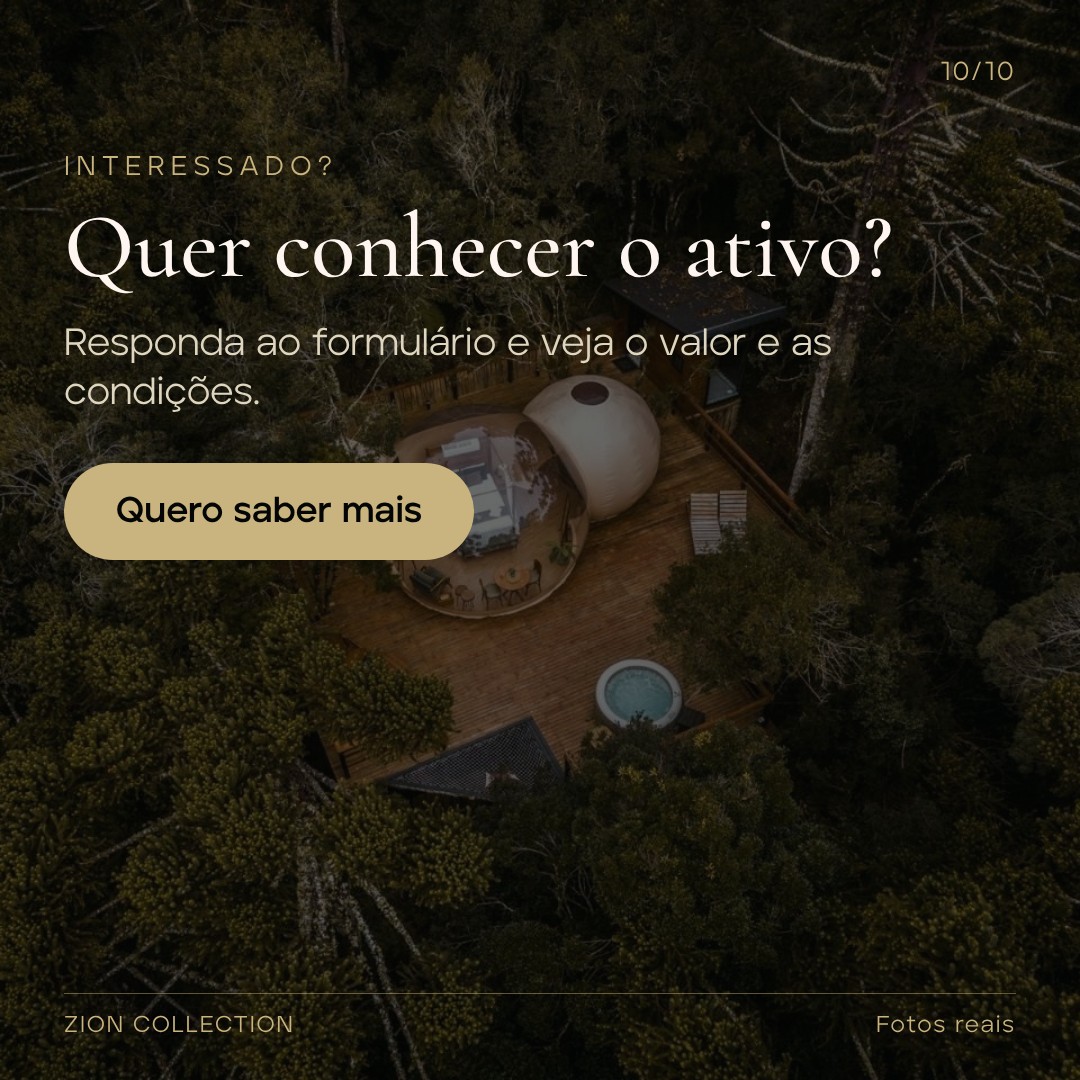 10/10
INTERESSADO?
Quer conhecer o ativo?
Responda ao formulário e veja o valor e as
condições.
Quero saber mais
ZION COLLECTION
Fotos reais